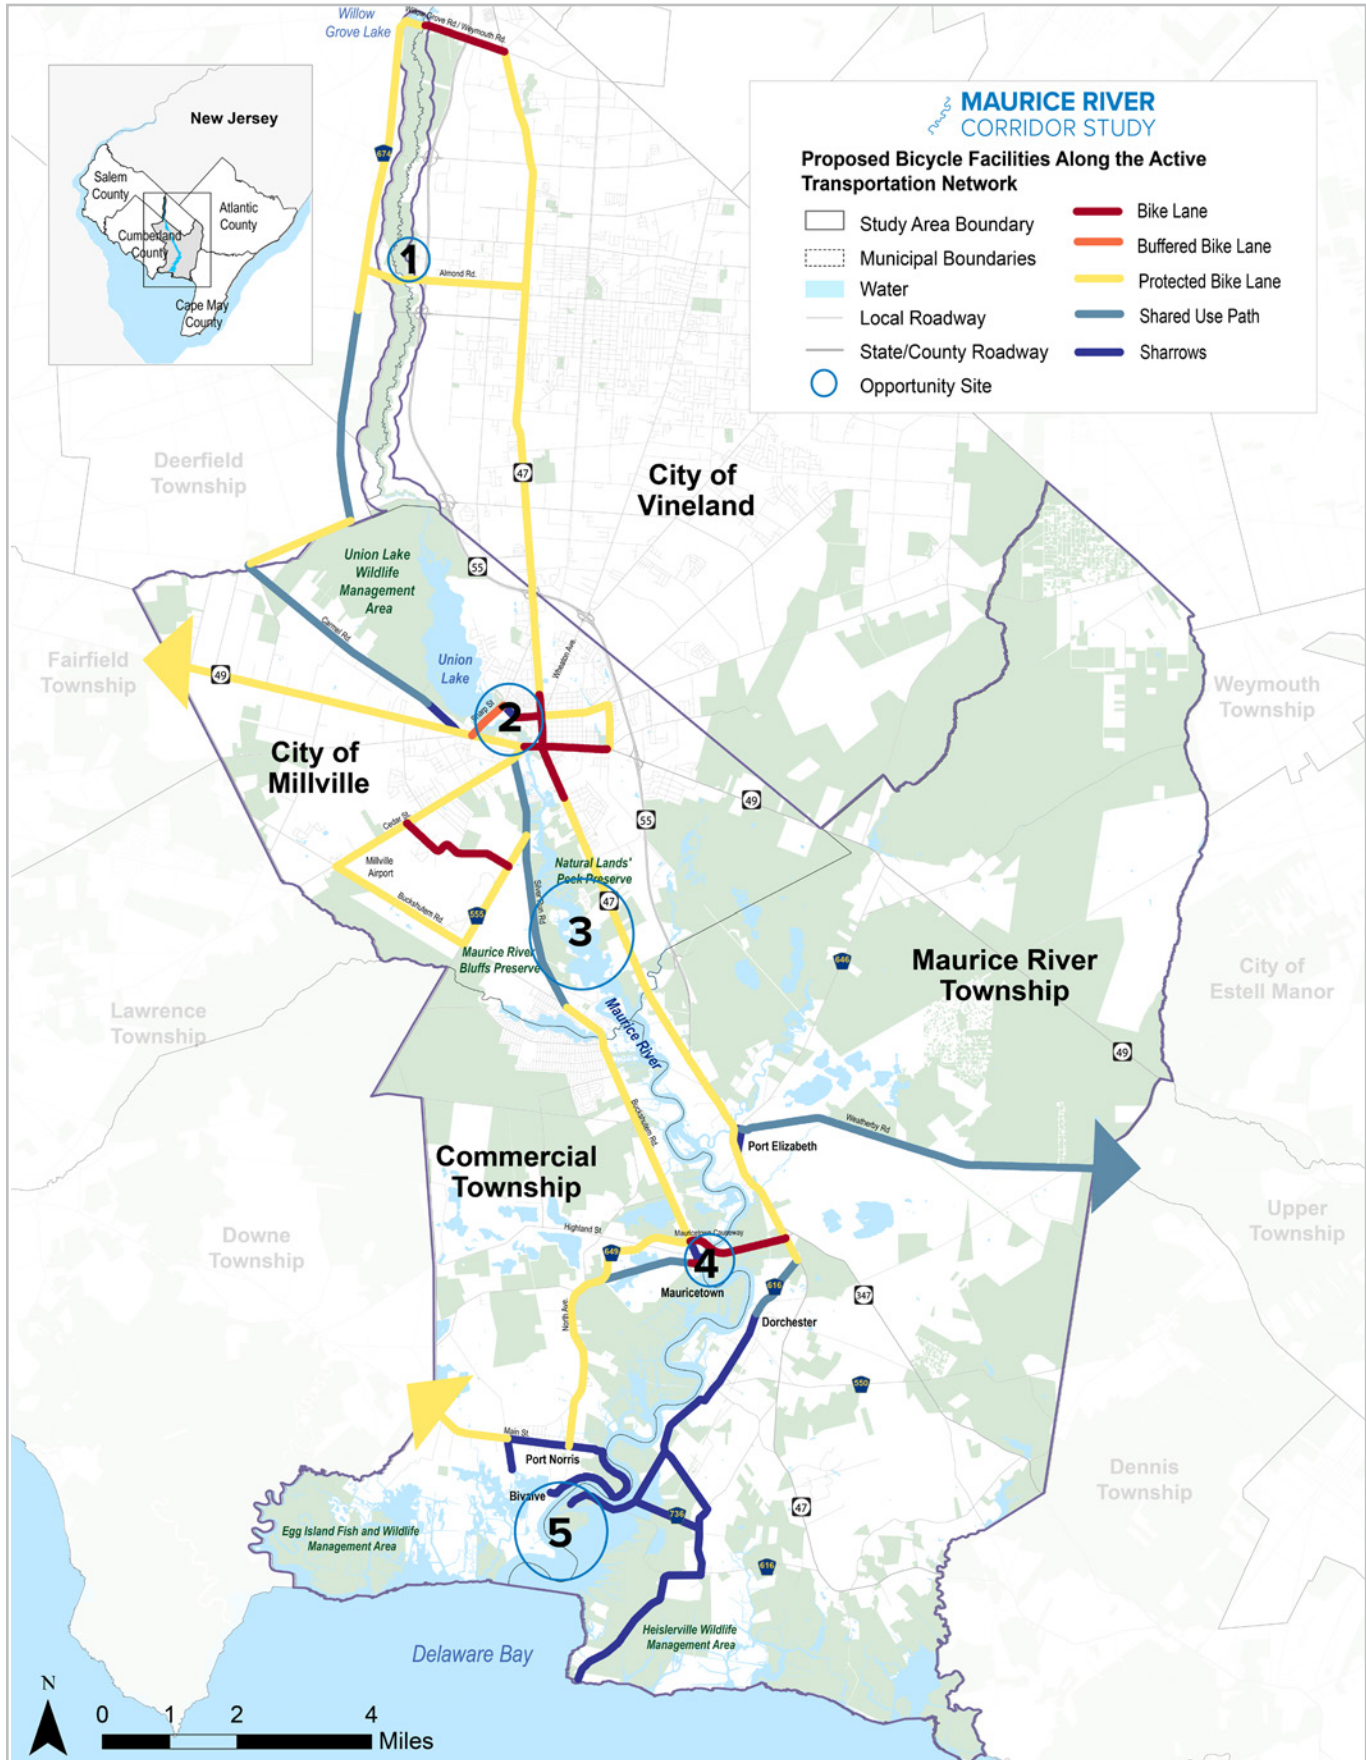 Willow
Grove Lake
Willow Grove Rd./ Weymouth Rd.
New Jersey
Salem
County
Atlantic
County
Cumberland
County
Cape May
County
MAURICE RIVER
CORRIDOR STUDY
Proposed Bicycle Facilities Along the Active
Transportation Network
Study Area Boundary
Municipal Boundaries
Water
Local Roadway
State/County Roadway
Opportunity Site
Bike Lane
Buffered Bike Lane
Protected Bike Lane
Shared Use Path
Sharrows
674
1
Almond Rd.
Deerfield
Township
47
City of
Vineland
Union Lake
Wildlife
Management
Area
55
Carmel Rd.
Fairfield
Township
49
Union
Lake
Wheaton Ave.
Sharp St.
2
Weymouth
Township
City of
Millville
49
55
Cedar St.
Millville
Airport
Natural Lands'
Peek Preserve
Buckshutem Rd.
555
Silver Run Rd.
47
3
Maurice River
Bluffs Preserve
646
Maurice River
Township
City of
Estell Manor
Lawrence
Township
Maurice River
49
Buckshutem Rd.
Weatherby Rd
Port Elizabeth
Commercial
Township
Upper
Township
Downe
Township
Highland St.
Mauricetown Causeway
649
4
Mauricetown
616
347
North Ave.
Dorchester
550
Main St.
Port Norris
Dennis
Township
Bivalve
47
736
5
Egg Island Fish and Wildlife
Management Area
616
Heislerville Wildlife
Management Area
Delaware Bay
N
0 1 2 4
Miles